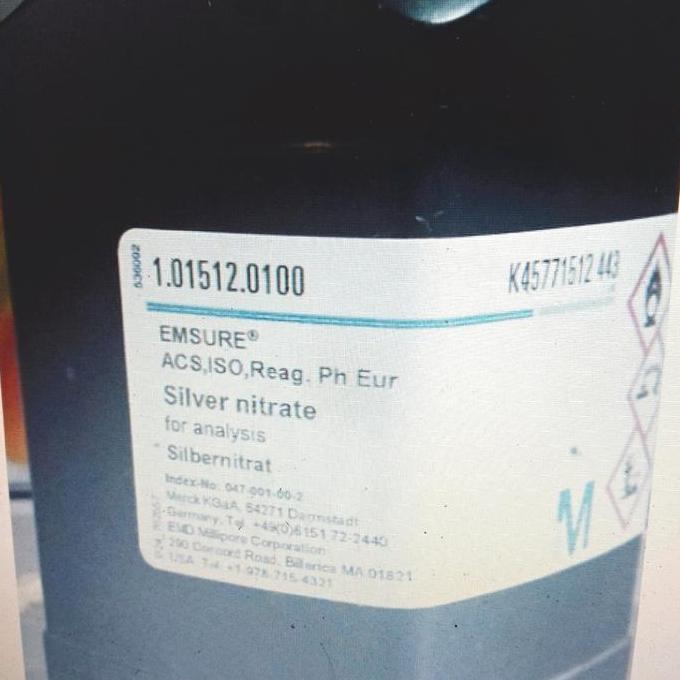 1.01512.0100
K45771512 443
EMSURE®
ACS,ISO,Reag. Ph Eur
Silver nitrate
for analysis
Silbernitrat
Index-No: 047-001-00-2
Merck KGaA, 64271 Darmstadt
Germany, Tel. +49(0)6151 72-2440
EMD Millipore Corporation
290 Concord Road, Billerica MA 01821
USA Tel. +1-978-715-4321
M